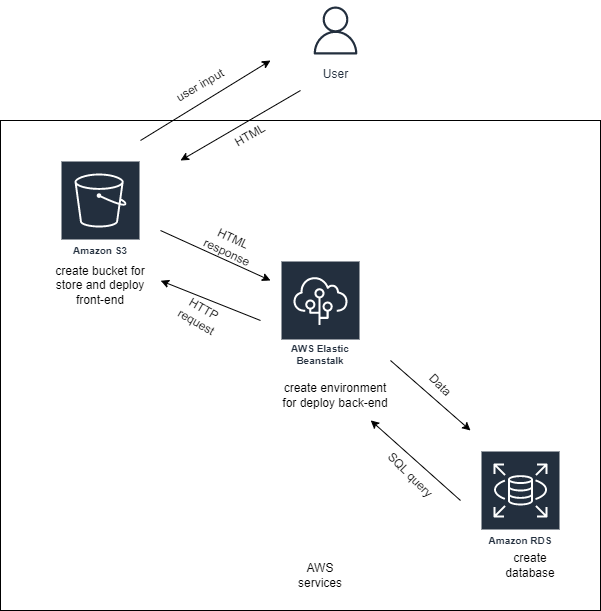 User
user input
HTML
Amazon S3
create bucket for
store and deploy
front-end
HTML
response
HTTP
request
AWS Elastic
Beanstalk
create environment
for deploy back-end
Data
SQL query
Amazon RDS
create
database
AWS
services